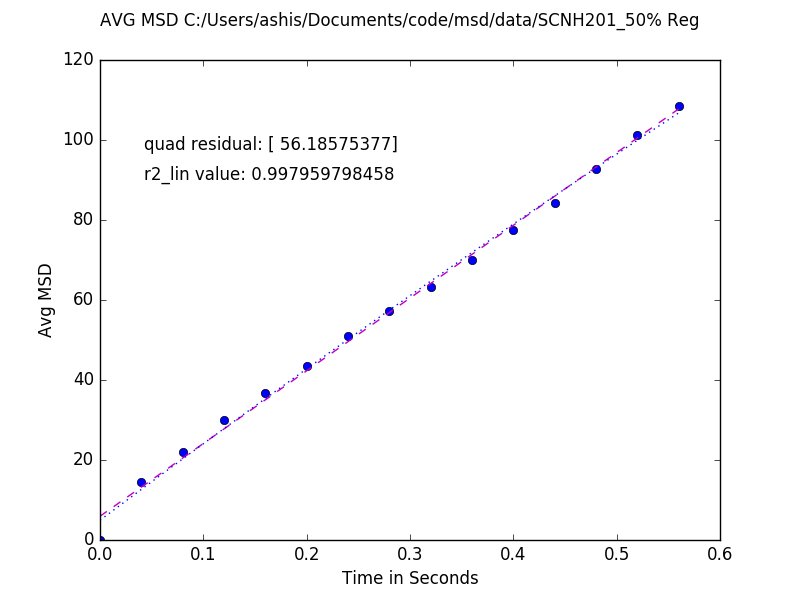 AVG MSD C:/Users/ashis/Documents/code/msd/data/SCNH201_50% Reg
120
quad residual: [ 56.18575377]
r2_lin value: 0.997959798458
100
80
60
40
20
0
Avg MSD
0.0 0.1 0.2 0.3 0.4 0.5 0.6
Time in Seconds